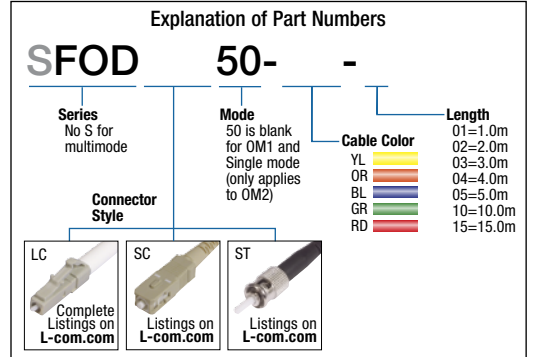 Explanation of Part Numbers
SFOD 50- -
Series
No S for
multimode
Mode
50 is blank
for OM1 and
Single mode
(only applies
to OM2)
Cable Color
YL
OR
BL
GR
RD
Length
01=1.0m
02=2.0m
03=3.0m
04=4.0m
05=5.0m
10=10.0m
15=15.0m
Connector
Style
LC
Complete
Listings on
L-com.com
SC
Listings on
L-com.com
ST
Listings on
L-com.com